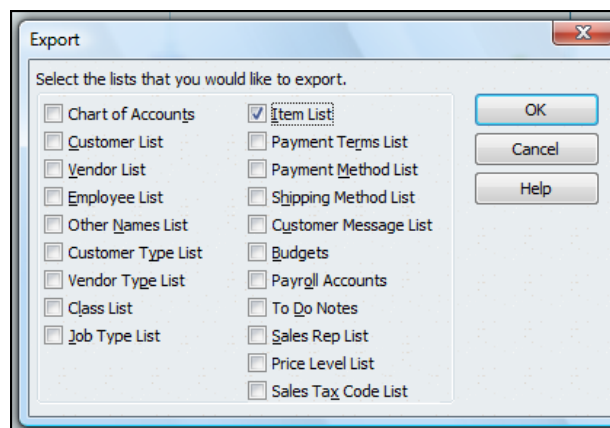 Export
Select the lists that you would like to export.
Chart of Accounts
Customer List
Vendor List
Employee List
Other Names List
Customer Type List
Vendor Type List
Class List
Job Type List
Item List
Payment Terms List
Payment Method List
Shipping Method List
Customer Message List
Budgets
Payroll Accounts
To Do Notes
Sales Rep List
Price Level List
Sales Tax Code List
OK
Cancel
Help